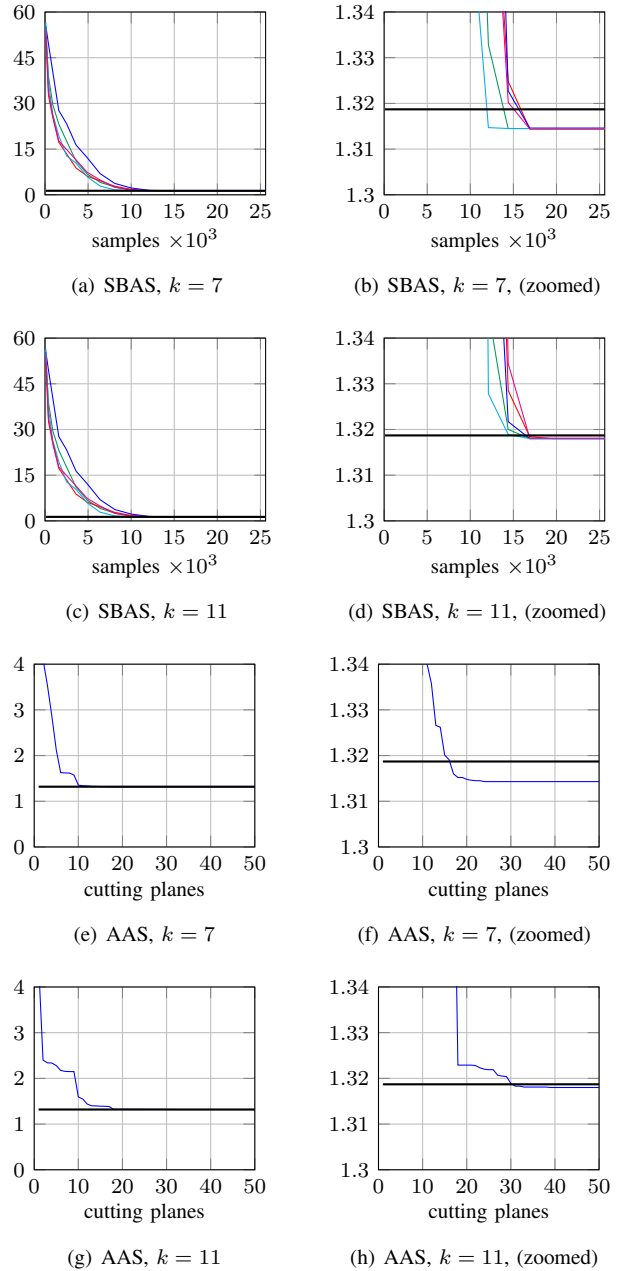 60
45
30
15
0
0 5 10 15 20 25
samples ×10³
(a) SBAS, k = 7
1.34
1.33
1.32
1.31
1.3
0 5 10 15 20 25
samples ×10³
(b) SBAS, k = 7, (zoomed)
60
45
30
15
0
0 5 10 15 20 25
samples ×10³
(c) SBAS, k = 11
1.34
1.33
1.32
1.31
1.3
0 5 10 15 20 25
samples ×10³
(d) SBAS, k = 11, (zoomed)
4
3
2
1
0
0 10 20 30 40 50
cutting planes
(e) AAS, k = 7
1.34
1.33
1.32
1.31
1.3
0 10 20 30 40 50
cutting planes
(f) AAS, k = 7, (zoomed)
4
3
2
1
0
0 10 20 30 40 50
cutting planes
(g) AAS, k = 11
1.34
1.33
1.32
1.31
1.3
0 10 20 30 40 50
cutting planes
(h) AAS, k = 11, (zoomed)